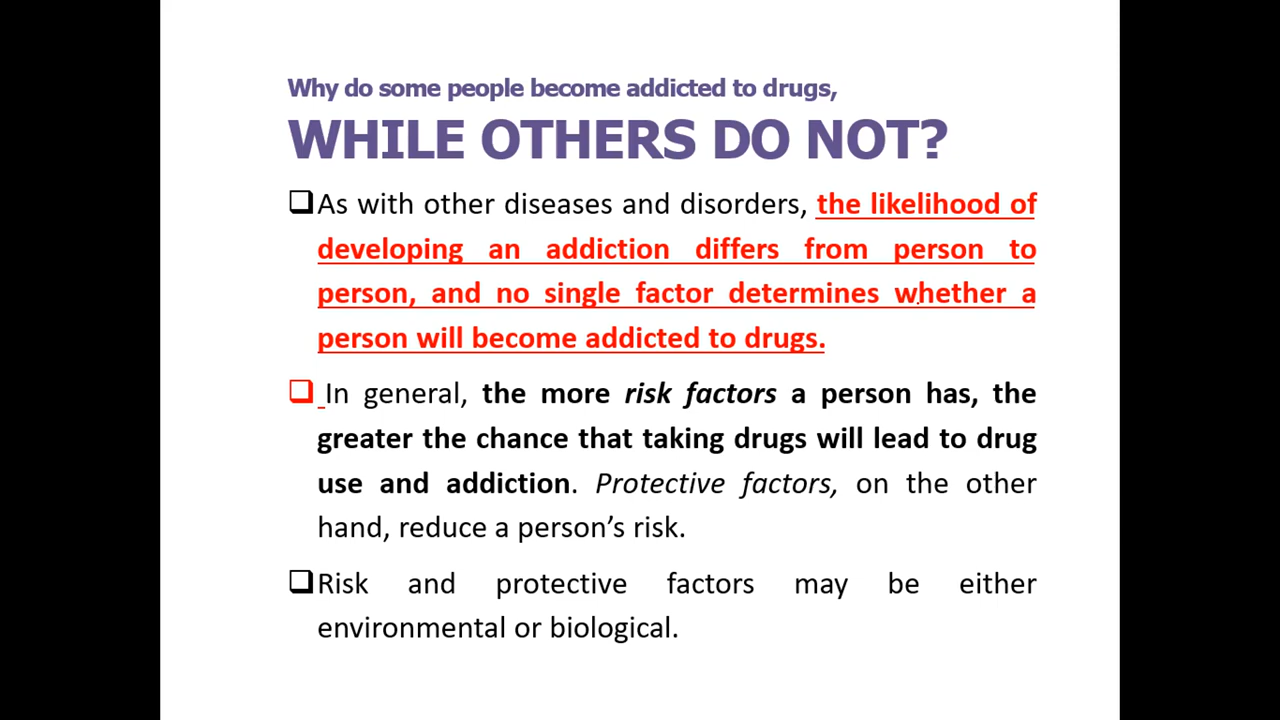 Why do some people become addicted to drugs,
WHILE OTHERS DO NOT?
As with other diseases and disorders, the likelihood of
developing an addiction differs from person to
person, and no single factor determines whether a
person will become addicted to drugs.
In general, the more risk factors a person has, the
greater the chance that taking drugs will lead to drug
use and addiction. Protective factors, on the other
hand, reduce a person’s risk.
Risk and protective factors may be either
environmental or biological.